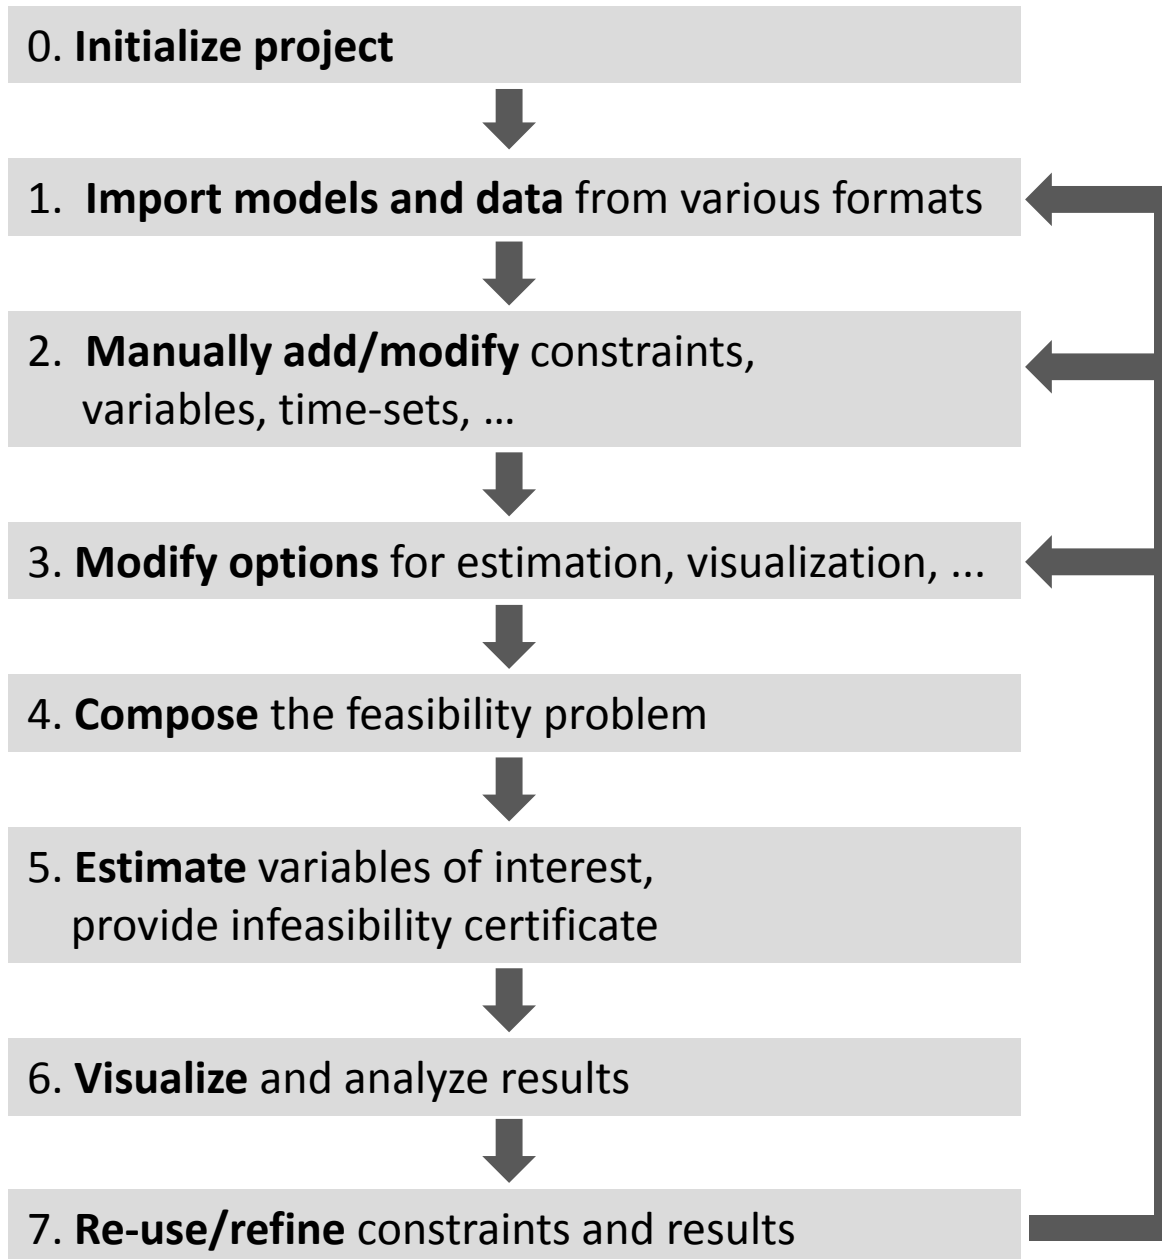 0. Initialize project
1. Import models and data from various formats
2. Manually add/modify constraints,
variables, time-sets, …
3. Modify options for estimation, visualization, ...
4. Compose the feasibility problem
5. Estimate variables of interest,
provide infeasibility certificate
6. Visualize and analyze results
7. Re-use/refine constraints and results